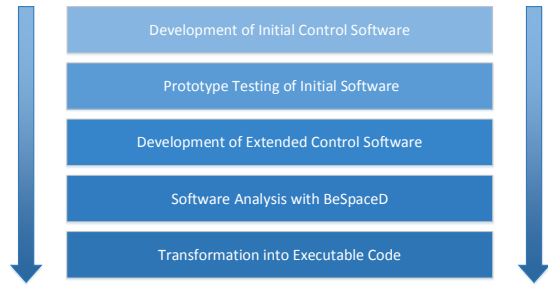 Development of Initial Control Software
Prototype Testing of Initial Software
Development of Extended Control Software
Software Analysis with BeSpaceD
Transformation into Executable Code